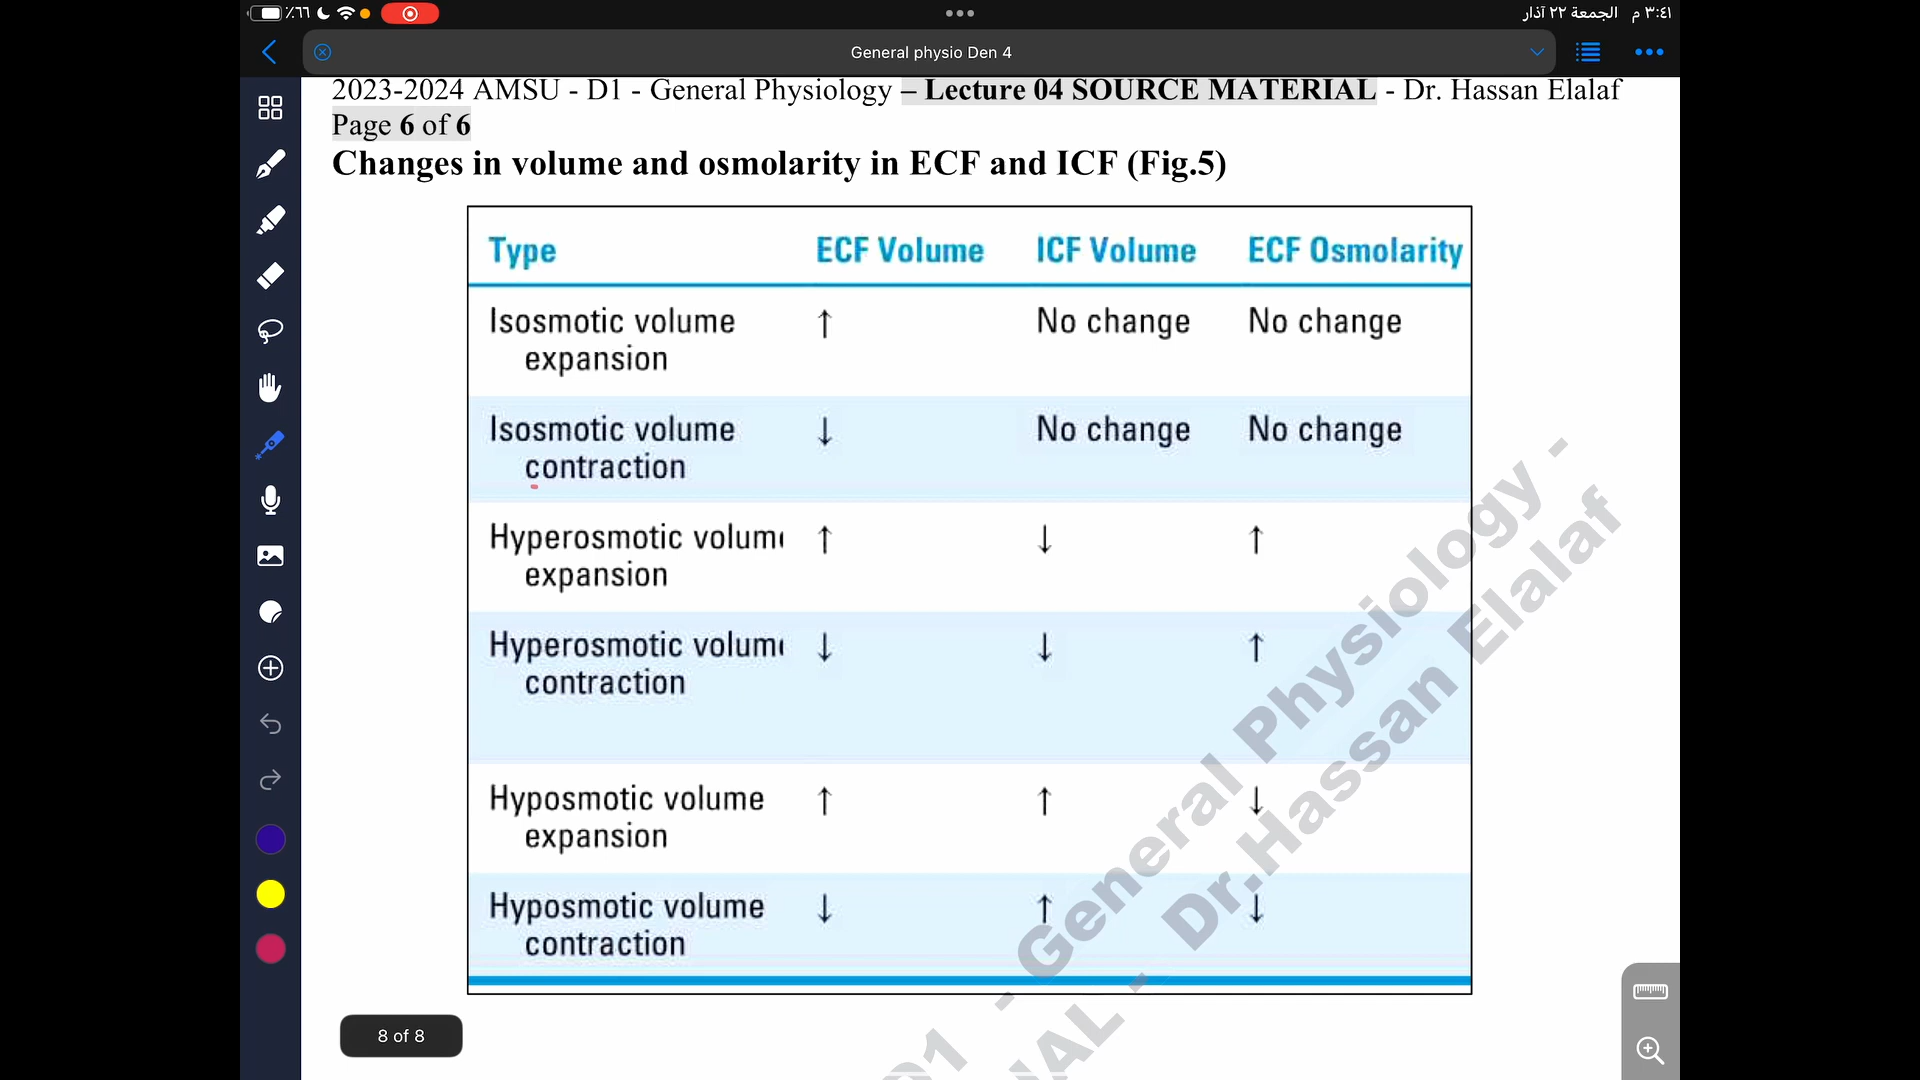 ٪٦٦
الجمعة ٢٢ آذار ٣:٤١ م
General physio Den 4
2023-2024 AMSU - D1 - General Physiology – Lecture 04 SOURCE MATERIAL - Dr. Hassan Elalaf
Page 6 of 6
Changes in volume and osmolarity in ECF and ICF (Fig.5)
Type ECF Volume ICF Volume ECF Osmolarity
Isosmotic volume ↑ No change No change
expansion
Isosmotic volume ↓ No change No change
contraction
Hyperosmotic volum ↑ ↓ ↑
expansion
Hyperosmotic volum ↓ ↓ ↑
contraction
Hyposmotic volume ↑ ↑ ↓
expansion
Hyposmotic volume ↓ ↑ ↓
contraction
- General Physiology -
- Dr.Hassan Elalaf
8 of 8